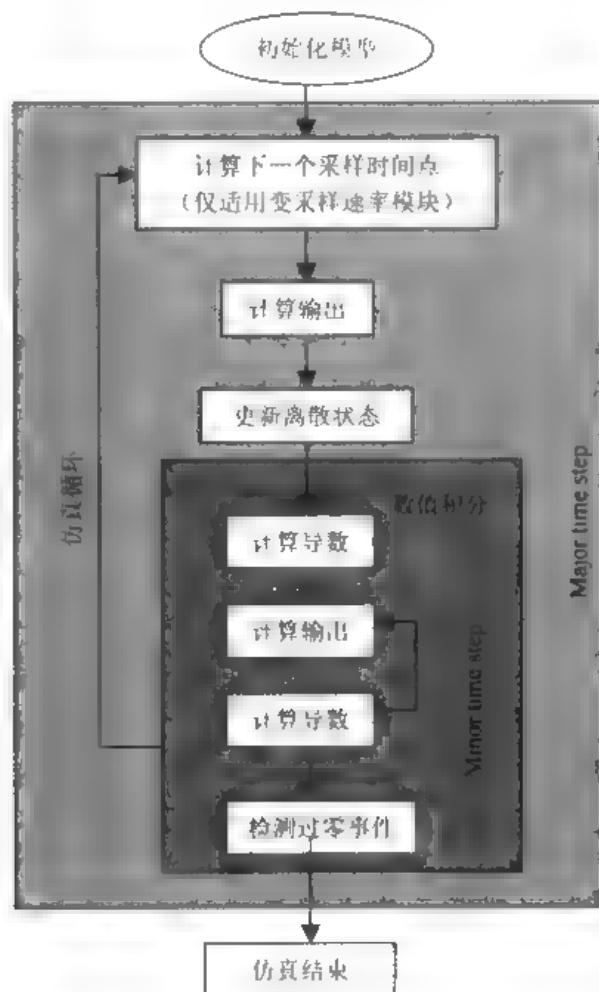 初始化模型
计算下一个采样时间点
（仅适用变采样速率模块）
计算输出
更新离散状态
数值积分
计算导数
计算输出
计算导数
检测过零事件
仿真循环
Minor time step
Major time step
仿真结束